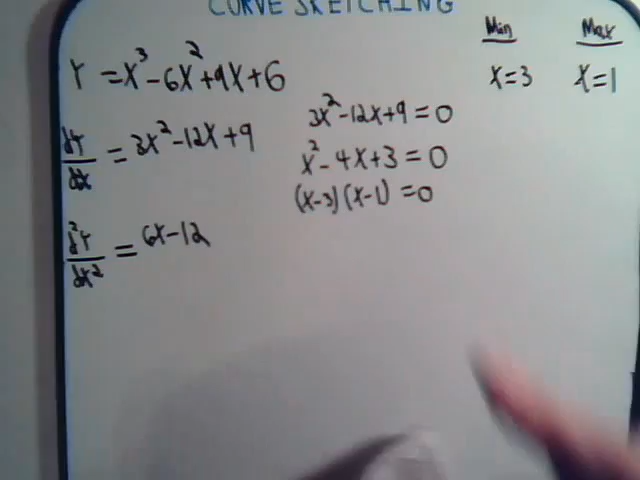 CURVE SKETCHING
Min Max
Y = X³ - 6X² + 9X + 6
X = 3 X = 1
dY/dX = 3X² - 12X + 9
3X² - 12X + 9 = 0
X² - 4X + 3 = 0
(X - 3)(X - 1) = 0
d²Y/dX² = 6X - 12